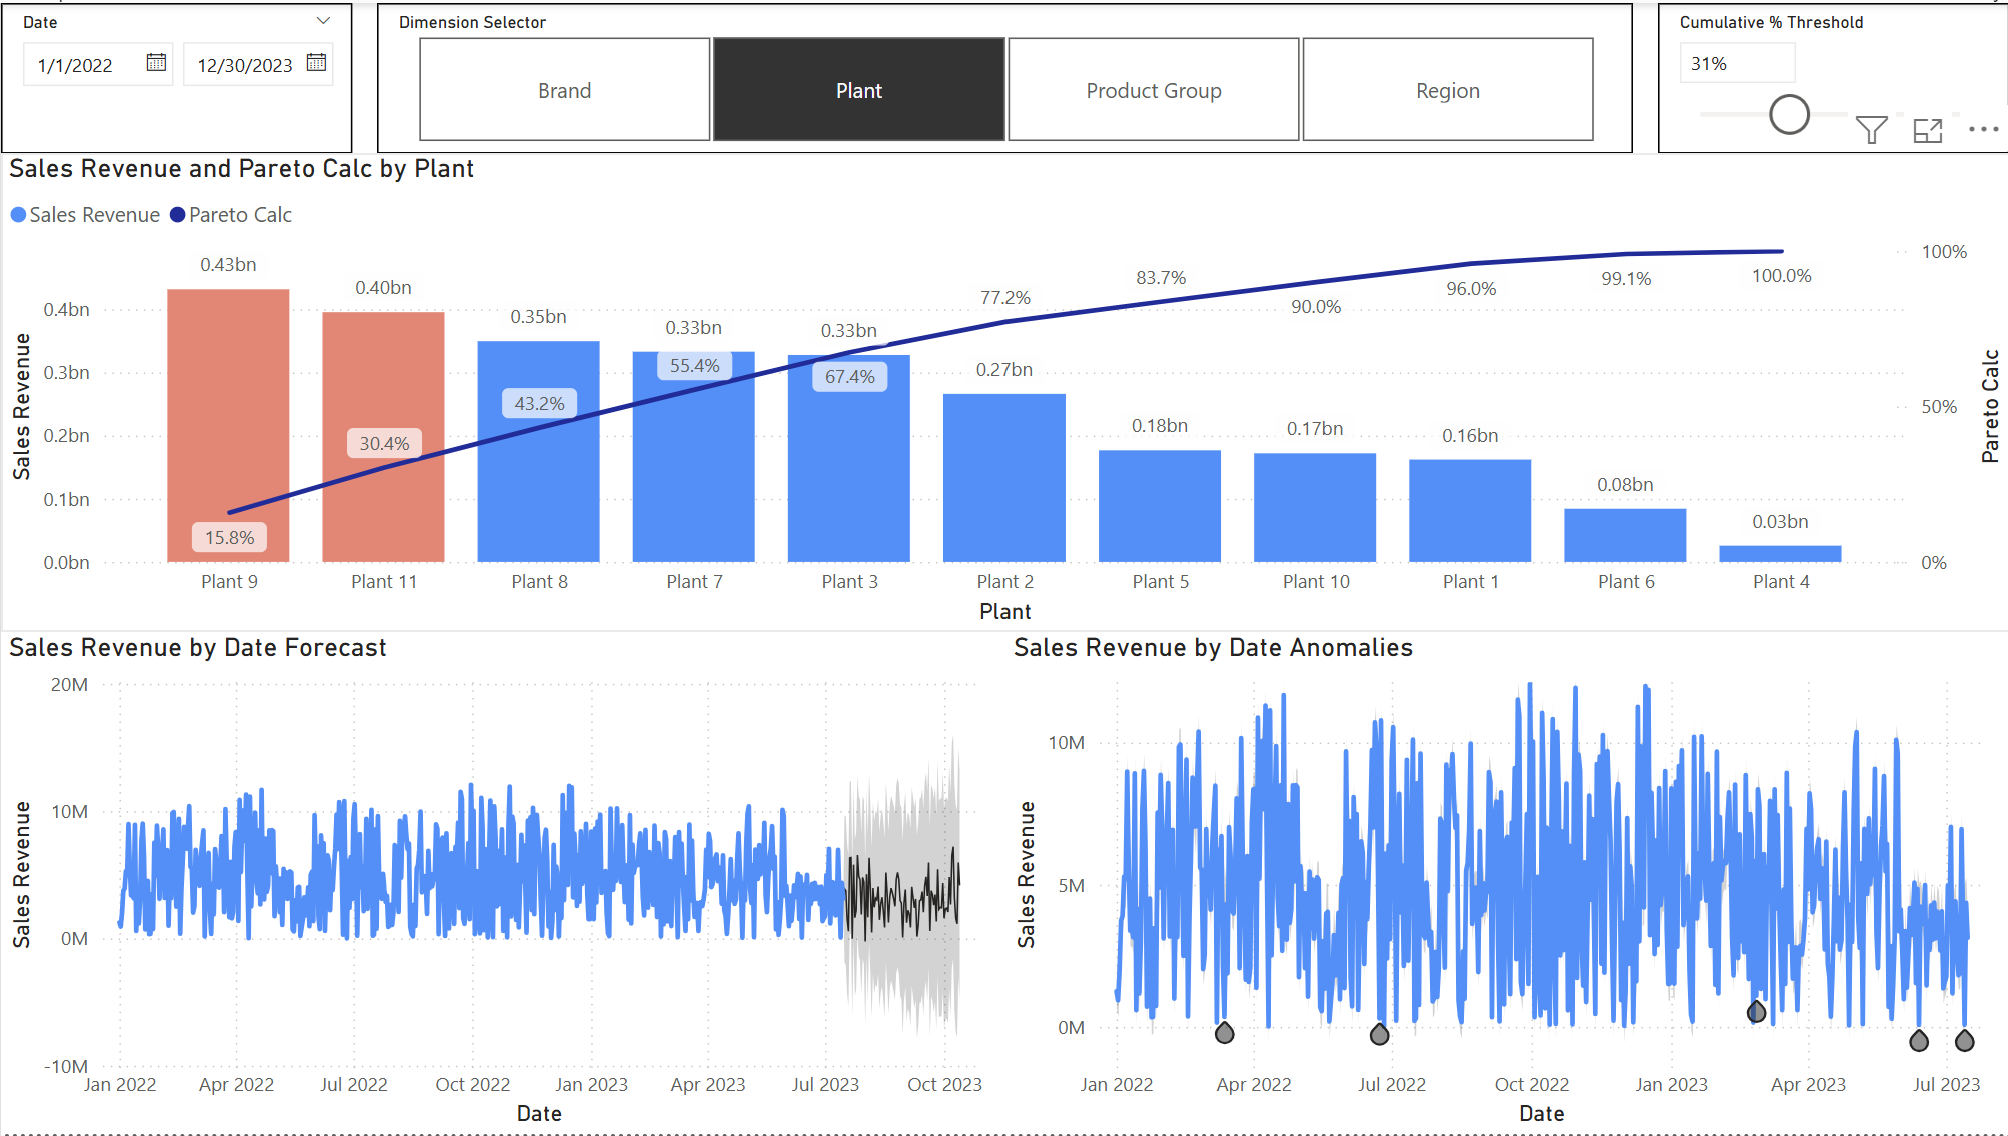 Date
1/1/2022 12/30/2023
Dimension Selector
Brand Plant Product Group Region
Cumulative % Threshold
31%
Sales Revenue and Pareto Calc by Plant
Sales Revenue Pareto Calc
Sales Revenue
0.4bn
0.3bn
0.2bn
0.1bn
0.0bn
0.43bn 0.40bn 0.35bn 0.33bn 0.33bn 0.27bn 0.18bn 0.17bn 0.16bn 0.08bn 0.03bn
15.8% 30.4% 43.2% 55.4% 67.4% 77.2% 83.7% 90.0% 96.0% 99.1% 100.0%
100%
50%
0%
Pareto Calc
Plant 9 Plant 11 Plant 8 Plant 7 Plant 3 Plant 2 Plant 5 Plant 10 Plant 1 Plant 6 Plant 4
Plant
Sales Revenue by Date Forecast
Sales Revenue
20M
10M
0M
-10M
Jan 2022 Apr 2022 Jul 2022 Oct 2022 Jan 2023 Apr 2023 Jul 2023 Oct 2023
Date
Sales Revenue by Date Anomalies
Sales Revenue
10M
5M
0M
Jan 2022 Apr 2022 Jul 2022 Oct 2022 Jan 2023 Apr 2023 Jul 2023
Date